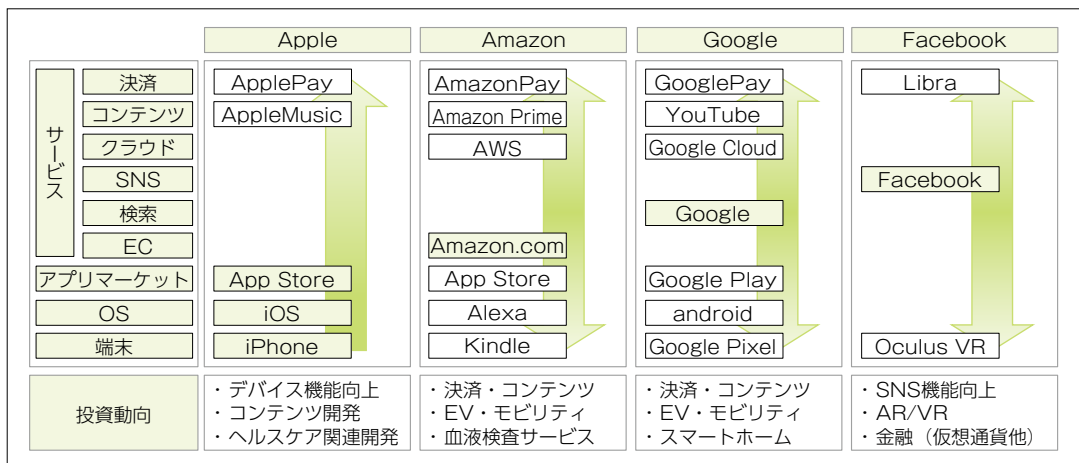 Apple Amazon Google Facebook
サービス
決済 ApplePay AmazonPay GooglePay Libra
コンテンツ AppleMusic Amazon Prime YouTube
クラウド AWS Google Cloud
SNS Facebook
検索 Google
EC Amazon.com
アプリマーケット App Store App Store Google Play
OS iOS Alexa android
端末 iPhone Kindle Google Pixel Oculus VR
投資動向
・デバイス機能向上
・コンテンツ開発
・ヘルスケア関連開発
・決済・コンテンツ
・EV・モビリティ
・血液検査サービス
・決済・コンテンツ
・EV・モビリティ
・スマートホーム
・SNS機能向上
・AR/VR
・金融（仮想通貨他）